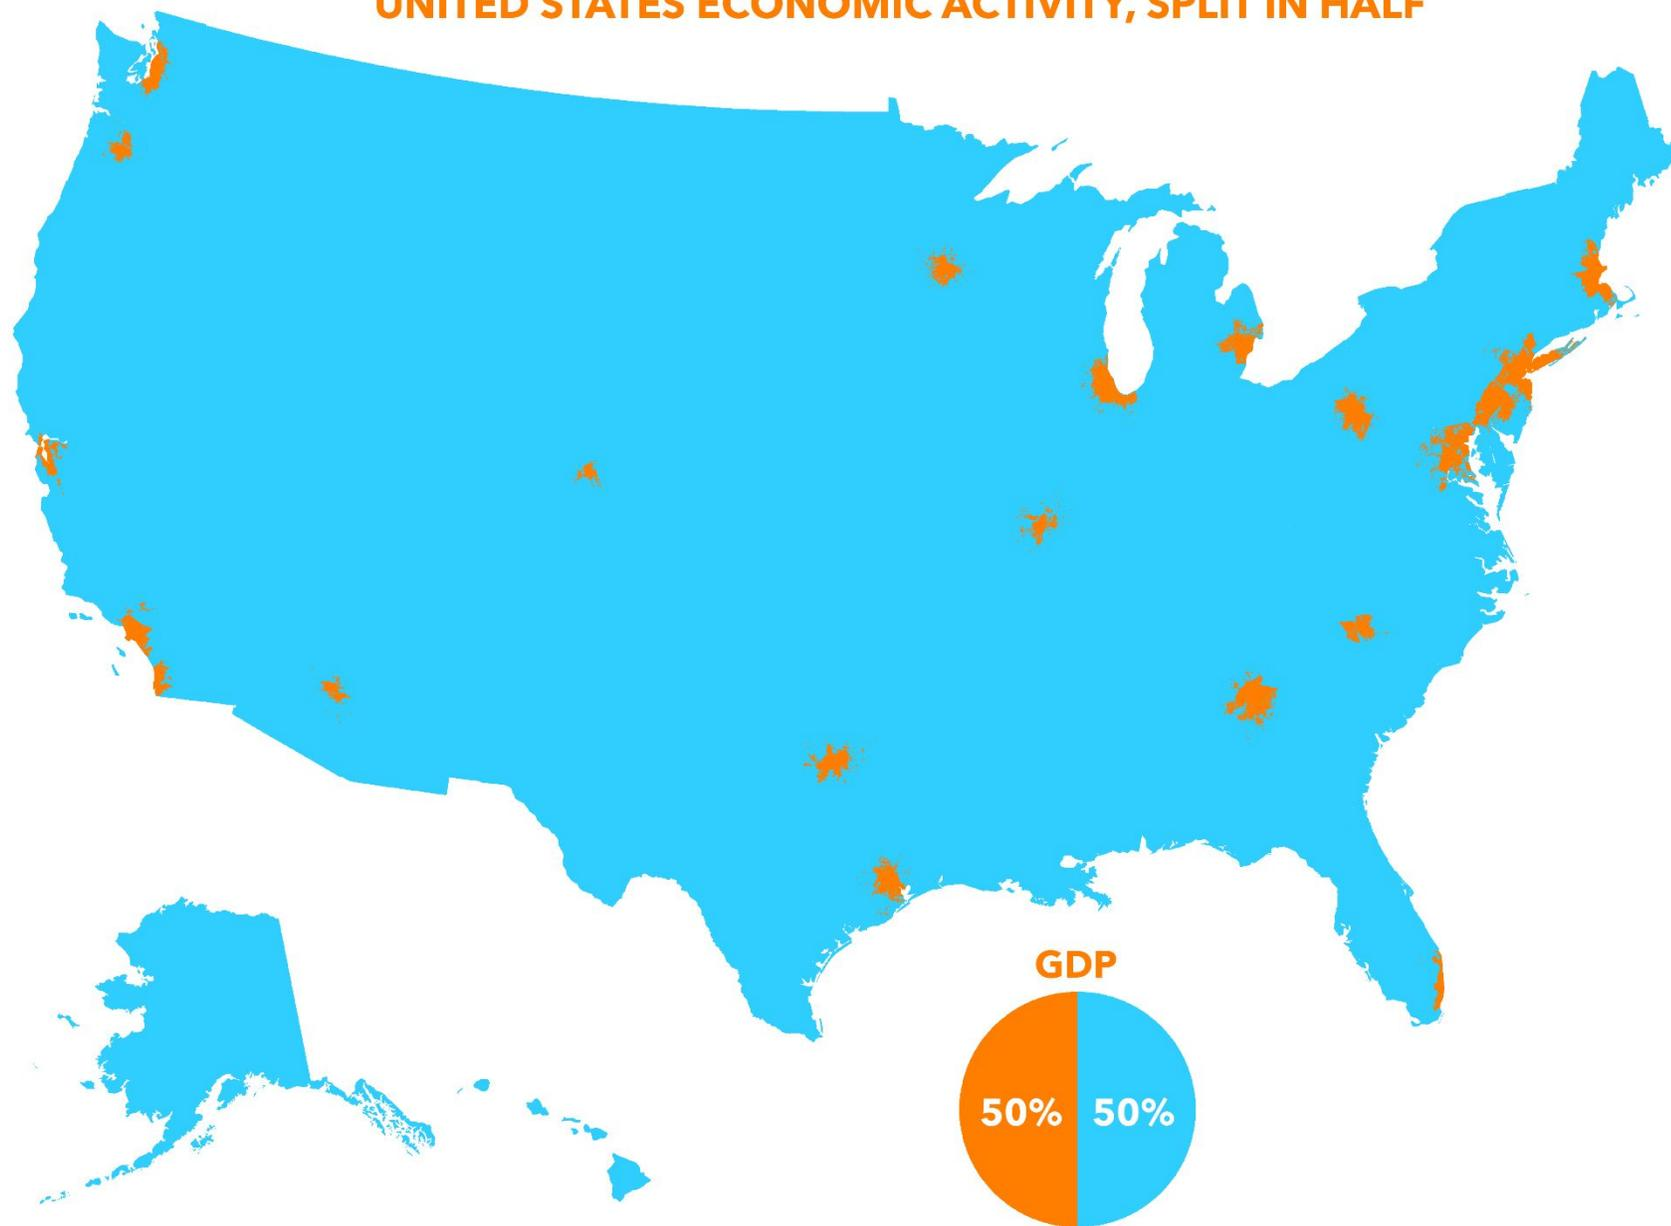 UNITED STATES ECONOMIC ACTIVITY, SPLIT IN HALF
GDP
50% 50%